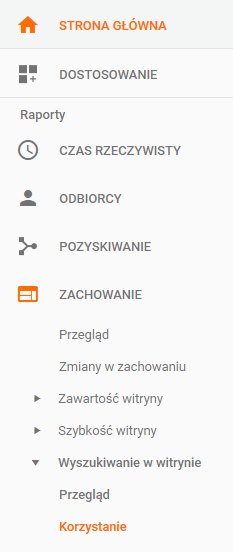 STRONA GŁÓWNA
DOSTOSOWANIE
Raporty
CZAS RZECZYWISTY
ODBIORCY
POZYSKIWANIE
ZACHOWANIE
Przegląd
Zmiany w zachowaniu
Zawartość witryny
Szybkość witryny
Wyszukiwanie w witrynie
Przegląd
Korzystanie